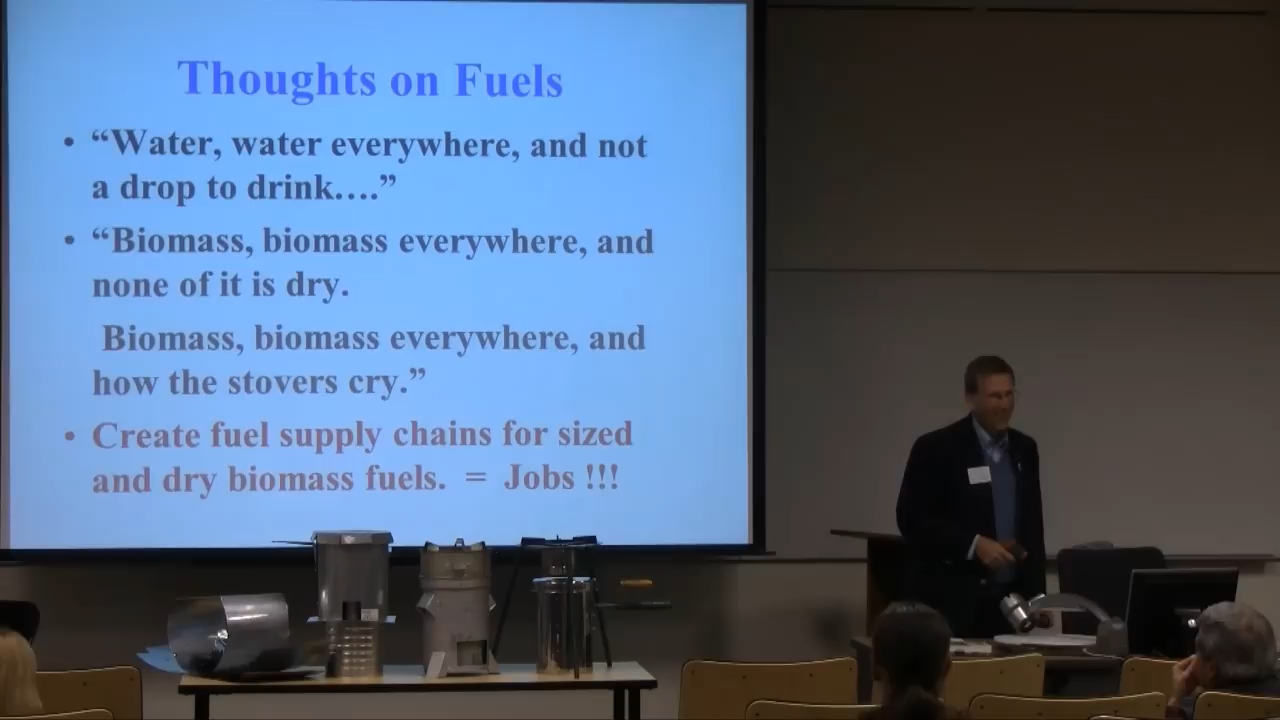 Thoughts on Fuels
• “Water, water everywhere, and not
a drop to drink….”
• “Biomass, biomass everywhere, and
none of it is dry.
Biomass, biomass everywhere, and
how the stovers cry.”
• Create fuel supply chains for sized
and dry biomass fuels. = Jobs !!!